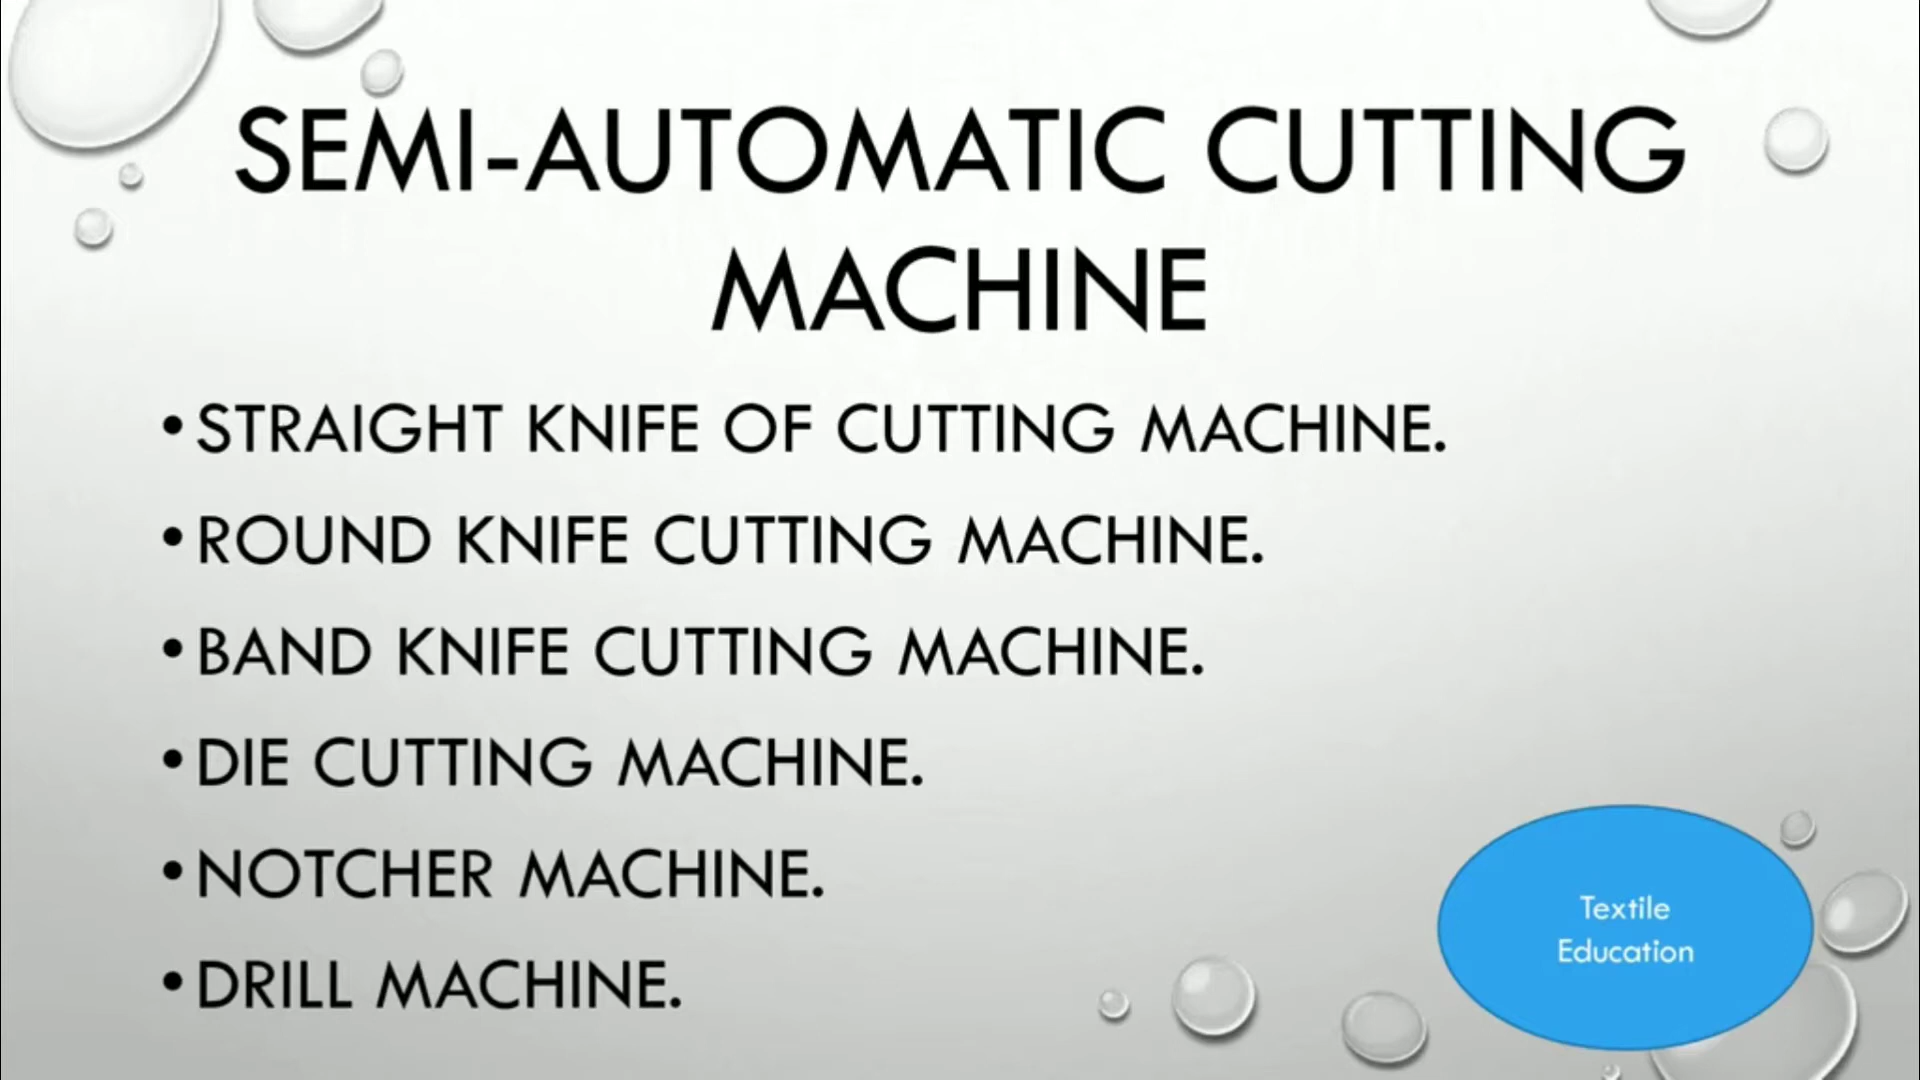 SEMI-AUTOMATIC CUTTING
MACHINE
• STRAIGHT KNIFE OF CUTTING MACHINE.
• ROUND KNIFE CUTTING MACHINE.
• BAND KNIFE CUTTING MACHINE.
• DIE CUTTING MACHINE.
• NOTCHER MACHINE.
• DRILL MACHINE.
Textile
Education